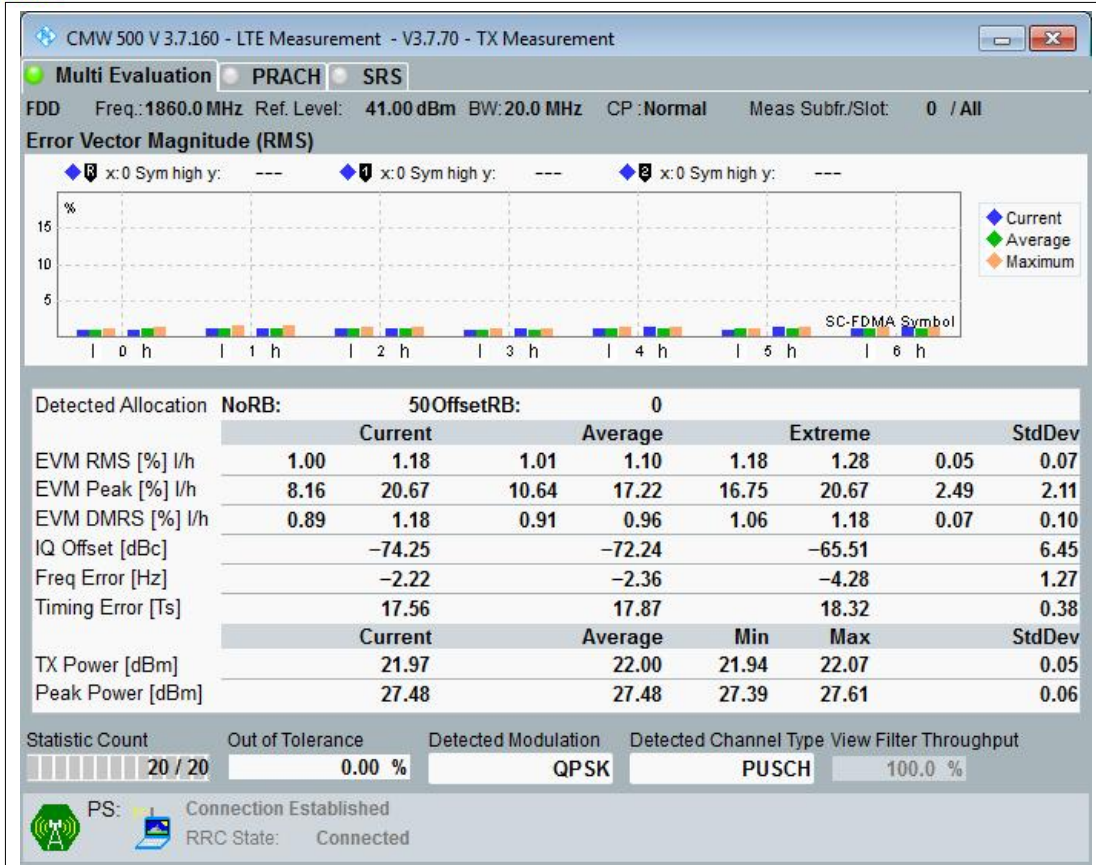 CMW 500 V 3.7.160 - LTE Measurement - V3.7.70 - TX Measurement
Multi Evaluation PRACH SRS
FDD Freq.: 1860.0 MHz Ref. Level: 41.00 dBm BW: 20.0 MHz CP : Normal Meas Subfr./Slot: 0 / All
Error Vector Magnitude (RMS)
R x: 0 Sym high y: --- 1 x: 0 Sym high y: --- 2 x: 0 Sym high y: ---
%
15
10
5
Current
Average
Maximum
SC-FDMA Symbol
l 0 h l 1 h l 2 h l 3 h l 4 h l 5 h l 6 h
Detected Allocation NoRB: 50 OffsetRB: 0
Current Average Extreme StdDev
EVM RMS [%] l/h 1.00 1.18 1.01 1.10 1.18 1.28 0.05 0.07
EVM Peak [%] l/h 8.16 20.67 10.64 17.22 16.75 20.67 2.49 2.11
EVM DMRS [%] l/h 0.89 1.18 0.91 0.96 1.06 1.18 0.07 0.10
IQ Offset [dBc] −74.25 −72.24 −65.51 6.45
Freq Error [Hz] −2.22 −2.36 −4.28 1.27
Timing Error [Ts] 17.56 17.87 18.32 0.38
Current Average Min Max StdDev
TX Power [dBm] 21.97 22.00 21.94 22.07 0.05
Peak Power [dBm] 27.48 27.48 27.39 27.61 0.06
Statistic Count Out of Tolerance Detected Modulation Detected Channel Type View Filter Throughput
20 / 20 0.00 % QPSK PUSCH 100.0 %
PS: Connection Established
RRC State: Connected